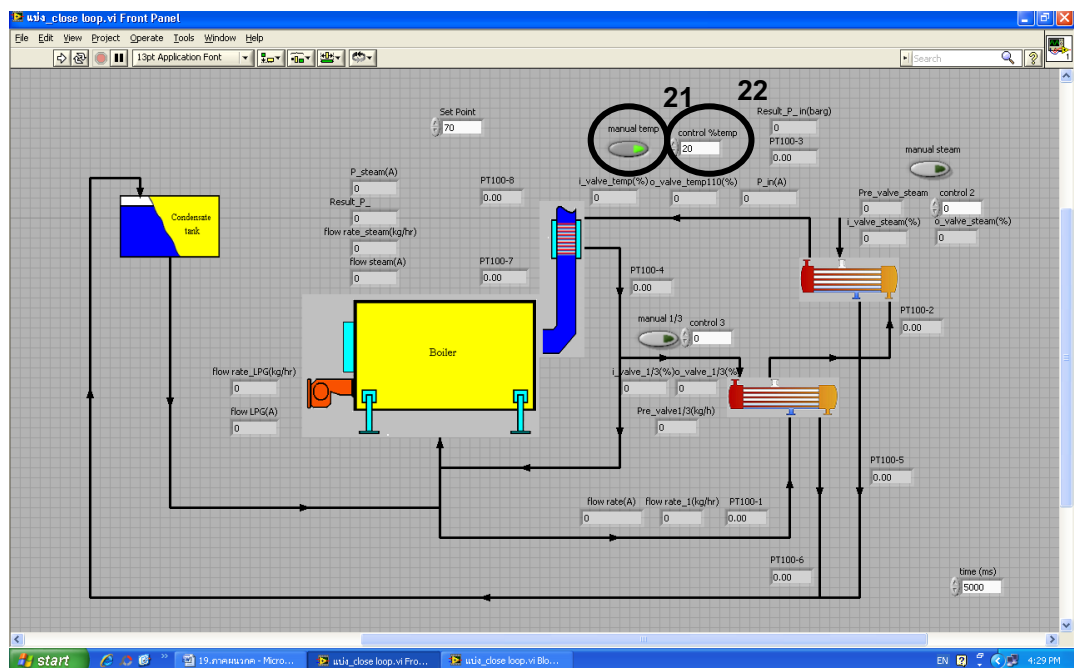 แบ่ง_close loop.vi Front Panel
File Edit View Project Operate Tools Window Help
13pt Application Font
Search
1
21
22
Set Point
70
manual temp
control %temp
20
Result_P_in(barg)
0
PT100-3
0.00
manual steam
P_steam(A)
0
PT100-8
0.00
i_valve_temp(%)
0
o_valve_temp110(%)
0
P_in(A)
0
Pre_valve_steam
0
control 2
0
Result_P_
0
i_valve_steam(%)
0
o_valve_steam(%)
0
Condensate
tank
flow rate_steam(kg/hr)
0
flow steam(A)
0
PT100-7
0.00
PT100-4
0.00
PT100-2
0.00
manual 1/3
control 3
0
Boiler
flow rate_LPG(kg/hr)
0
i_valve_1/3(%)
0
o_valve_1/3(%)
0
flow LPG(A)
0
Pre_valve1/3(kg/h)
0
PT100-5
0.00
flow rate(A)
0
flow rate_1(kg/hr)
0
PT100-1
0.00
PT100-6
0.00
time (ms)
5000
start
19.ภาคผนวกค - Micro...
แบ่ง_close loop.vi Fro...
แบ่ง_close loop.vi Blo...
EN
4:29 PM